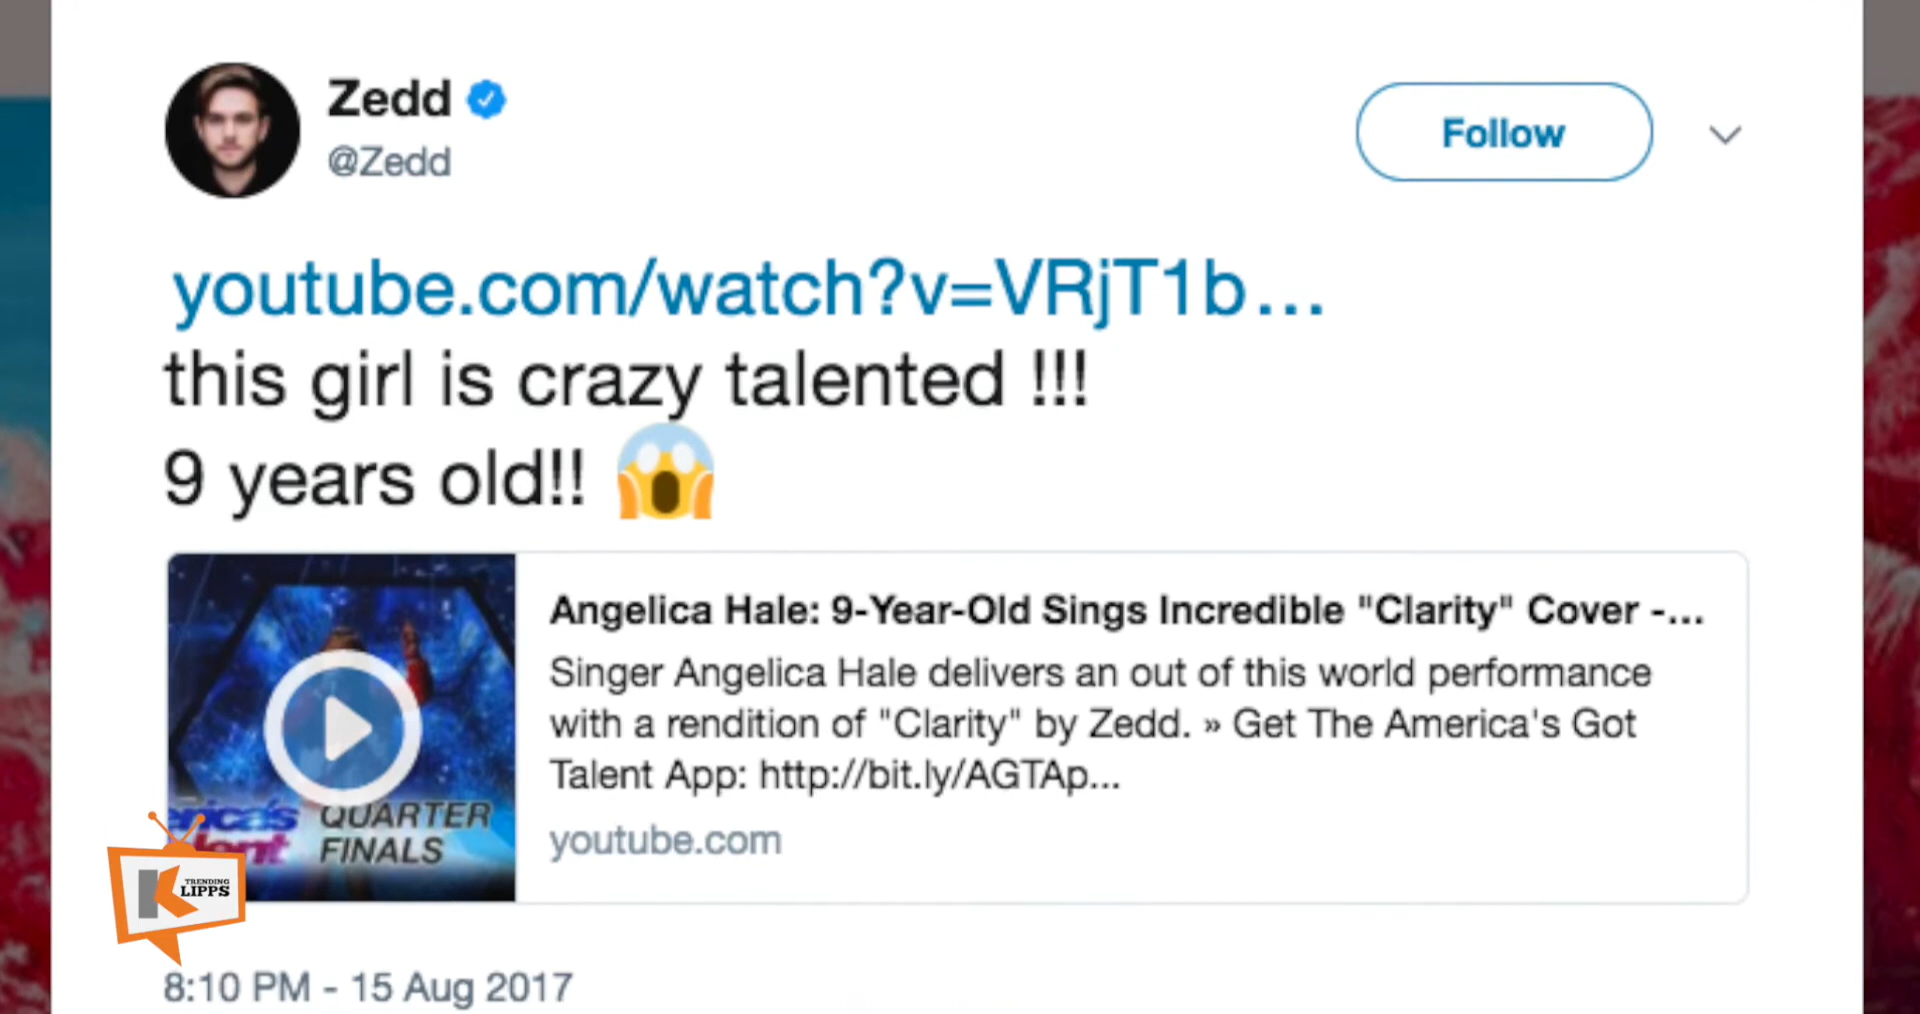 Zedd
@Zedd
Follow
youtube.com/watch?v=VRjT1b...
this girl is crazy talented !!!
9 years old!! 😱
Angelica Hale: 9-Year-Old Sings Incredible "Clarity" Cover -...
Singer Angelica Hale delivers an out of this world performance
with a rendition of "Clarity" by Zedd. » Get The America's Got
Talent App: http://bit.ly/AGTAp...
youtube.com
QUARTER
FINALS
TRENDING
KLIPPS
8:10 PM - 15 Aug 2017